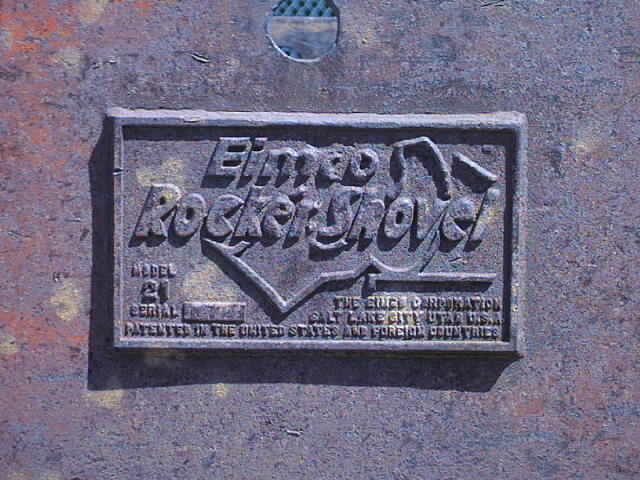 Eimco
Rocker-Shovel
MODEL
21
SERIAL
THE EIMCO CORPORATION
SALT LAKE CITY UTAH U.S.A.
PATENTED IN THE UNITED STATES AND FOREIGN COUNTRIES